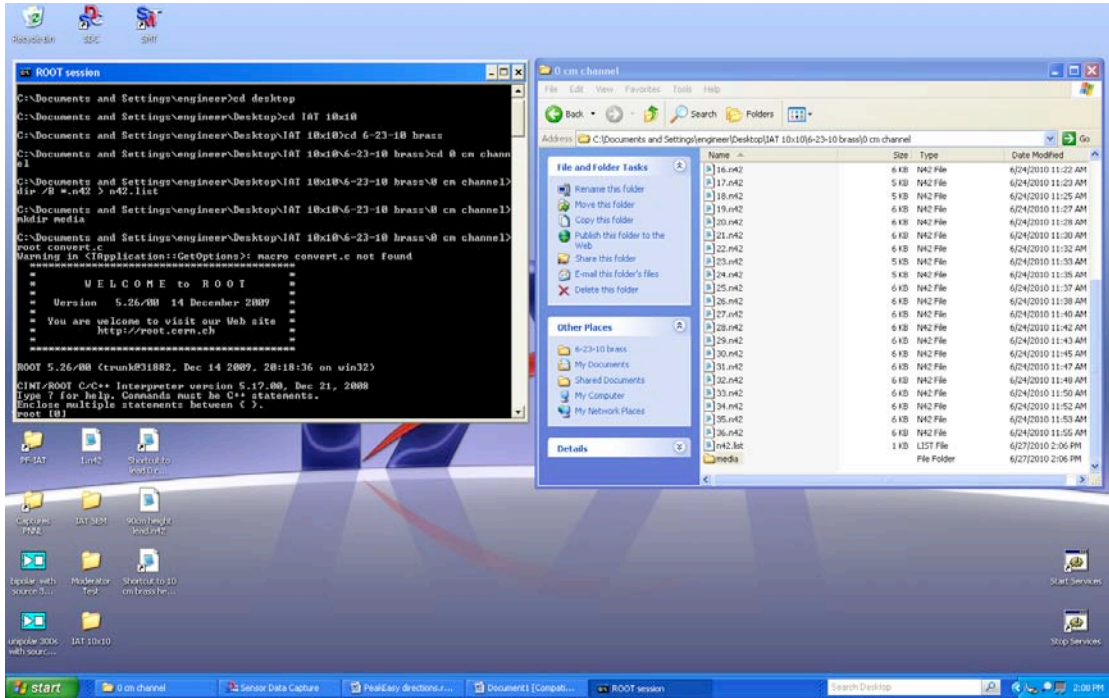 Recycle Bin
SDC
SMT
ROOT session
C:\Documents and Settings\engineer>cd desktop
C:\Documents and Settings\engineer\Desktop>cd IAT 10x10
C:\Documents and Settings\engineer\Desktop\IAT 10x10>cd 6-23-10 brass
C:\Documents and Settings\engineer\Desktop\IAT 10x10\6-23-10 brass>cd 0 cm chann
el
C:\Documents and Settings\engineer\Desktop\IAT 10x10\6-23-10 brass\0 cm channel>
dir /B *.n42 > n42.list
C:\Documents and Settings\engineer\Desktop\IAT 10x10\6-23-10 brass\0 cm channel>
mkdir media
C:\Documents and Settings\engineer\Desktop\IAT 10x10\6-23-10 brass\0 cm channel>
root convert.c
Warning in <TApplication::GetOptions>: macro convert.c not found
*******************************************
* *
* W E L C O M E to R O O T *
* *
* Version 5.26/00 14 December 2009 *
* *
* You are welcome to visit our Web site *
* http://root.cern.ch *
* *
*******************************************
ROOT 5.26/00 (trunk@31882, Dec 14 2009, 20:18:36 on win32)
CINT/ROOT C/C++ Interpreter version 5.17.00, Dec 21, 2008
Type ? for help. Commands must be C++ statements.
Enclose multiple statements between { }.
root [0]
0 cm channel
File Edit View Favorites Tools Help
Back Search Folders
Address C:\Documents and Settings\engineer\Desktop\IAT 10x10\6-23-10 brass\0 cm channel Go
File and Folder Tasks
Rename this folder
Move this folder
Copy this folder
Publish this folder to the
Web
Share this folder
E-mail this folder's files
Delete this folder
Other Places
6-23-10 brass
My Documents
Shared Documents
My Computer
My Network Places
Details
Name Size Type Date Modified
16.n42 6 KB N42 File 6/24/2010 11:22 AM
17.n42 5 KB N42 File 6/24/2010 11:23 AM
18.n42 5 KB N42 File 6/24/2010 11:25 AM
19.n42 6 KB N42 File 6/24/2010 11:27 AM
20.n42 6 KB N42 File 6/24/2010 11:28 AM
21.n42 6 KB N42 File 6/24/2010 11:30 AM
22.n42 6 KB N42 File 6/24/2010 11:32 AM
23.n42 5 KB N42 File 6/24/2010 11:33 AM
24.n42 5 KB N42 File 6/24/2010 11:35 AM
25.n42 6 KB N42 File 6/24/2010 11:37 AM
26.n42 6 KB N42 File 6/24/2010 11:38 AM
27.n42 6 KB N42 File 6/24/2010 11:40 AM
28.n42 6 KB N42 File 6/24/2010 11:42 AM
29.n42 6 KB N42 File 6/24/2010 11:43 AM
30.n42 6 KB N42 File 6/24/2010 11:45 AM
31.n42 6 KB N42 File 6/24/2010 11:47 AM
32.n42 6 KB N42 File 6/24/2010 11:48 AM
33.n42 6 KB N42 File 6/24/2010 11:50 AM
34.n42 6 KB N42 File 6/24/2010 11:52 AM
35.n42 6 KB N42 File 6/24/2010 11:53 AM
36.n42 6 KB N42 File 6/24/2010 11:55 AM
n42.list 1 KB LIST File 6/27/2010 2:06 PM
media File Folder 6/27/2010 2:06 PM
PF-IAT
1.n42
Shortcut to
lead 0 c...
Captures -
PNNL
IAT SEM
90cm height
lead.n42
bipolar with
source 3...
Moderator
Test
Shortcut to 10
cm brass he...
unipolar 300s
with sourc...
IAT 10x10
Start Services
Stop Services
start
0 cm channel
Sensor Data Capture
PeakEasy directions.r...
Document1 [Compati...
ROOT session
Search Desktop
2:08 PM